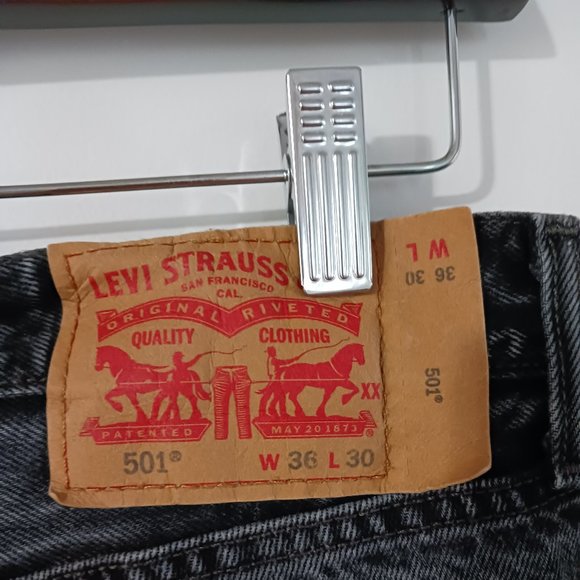 LEVI STRAUSS
SAN FRANCISCO
CAL.
ORIGINAL RIVETED
QUALITY CLOTHING
XX
PATENTED MAY 20 1873
501® W 36 L 30
W L
36 30
501®